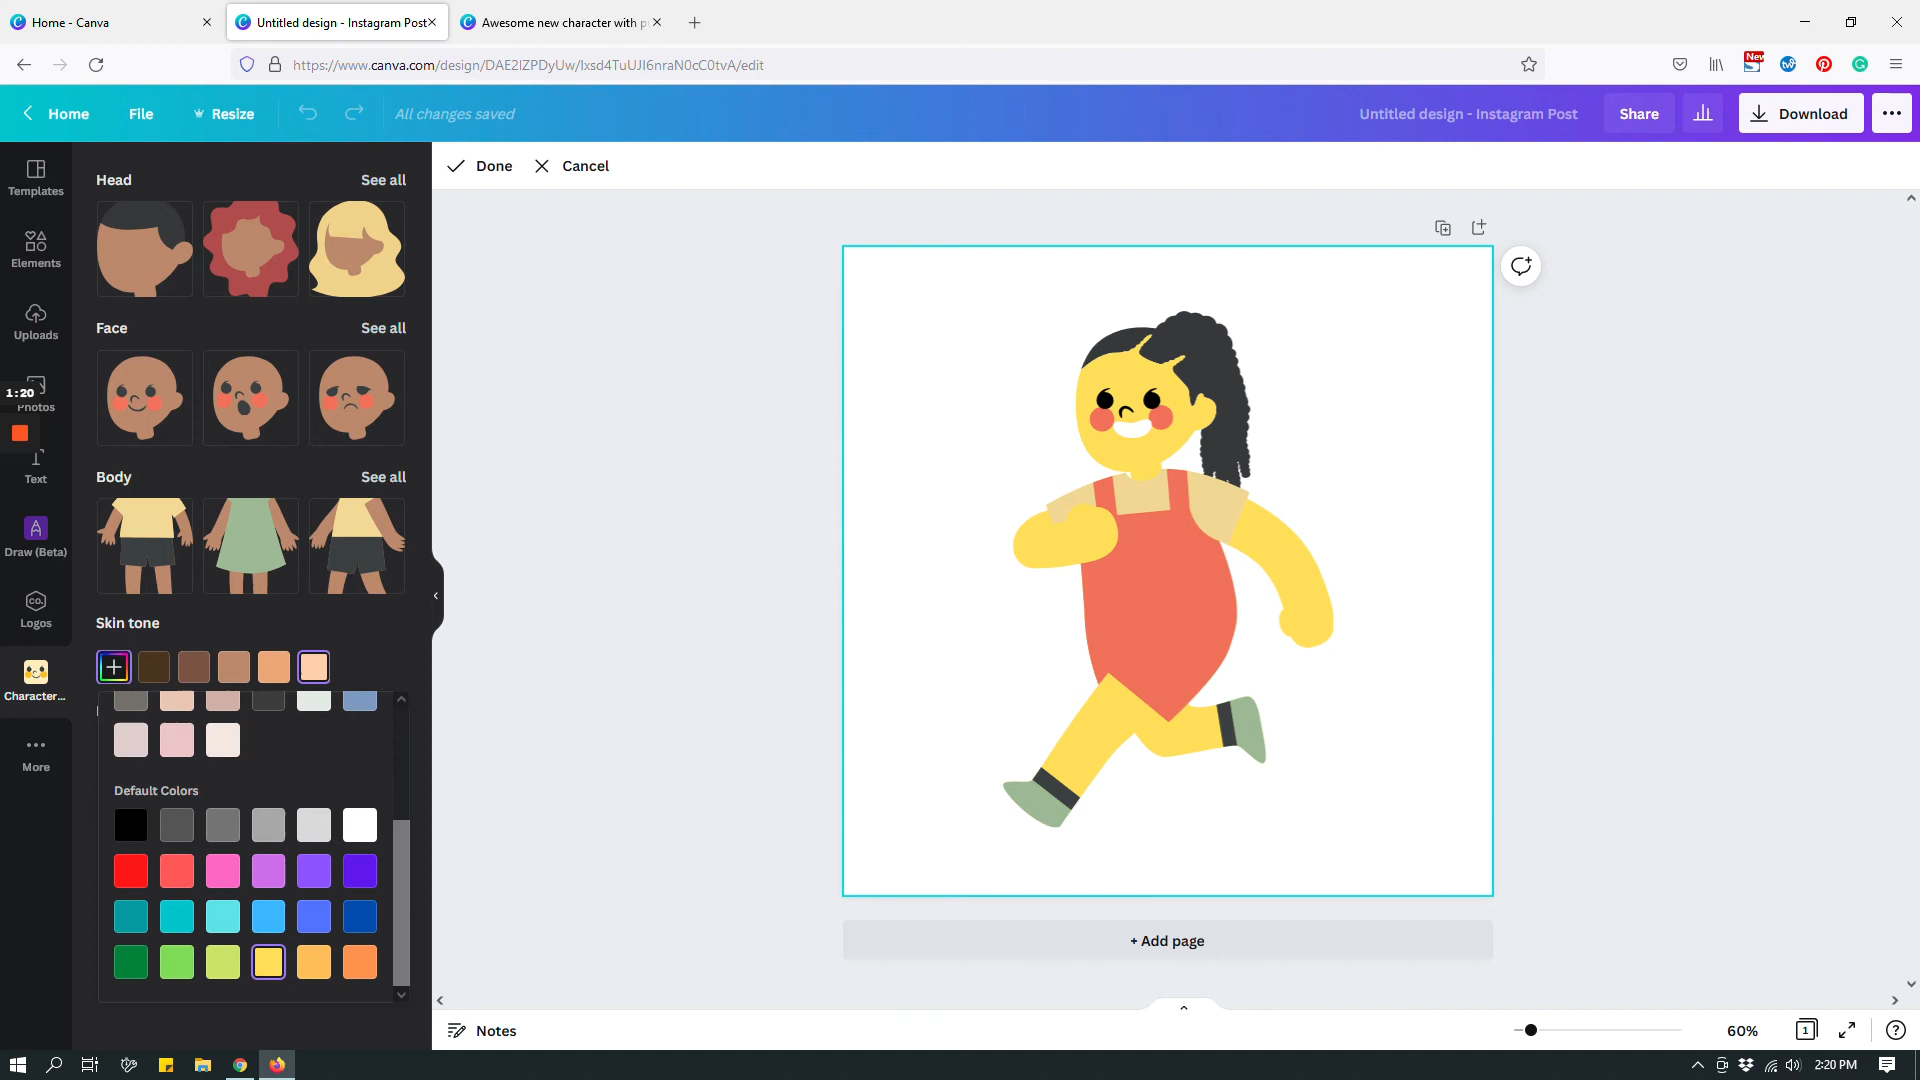 Home - Canva
Untitled design - Instagram Post
Awesome new character with p
https://www.canva.com/design/DAE2lZPDyUw/Ixsd4TuUJI6nraN0cC0tvA/edit
New
Home
File
Resize
All changes saved
Untitled design - Instagram Post
Share
Download
Done
Cancel
Templates
Elements
Uploads
1:20
Photos
Text
Draw (Beta)
CO.
Logos
Character...
More
Head
See all
Face
See all
Body
See all
Skin tone
Default Colors
+ Add page
Notes
60%
1
2:20 PM